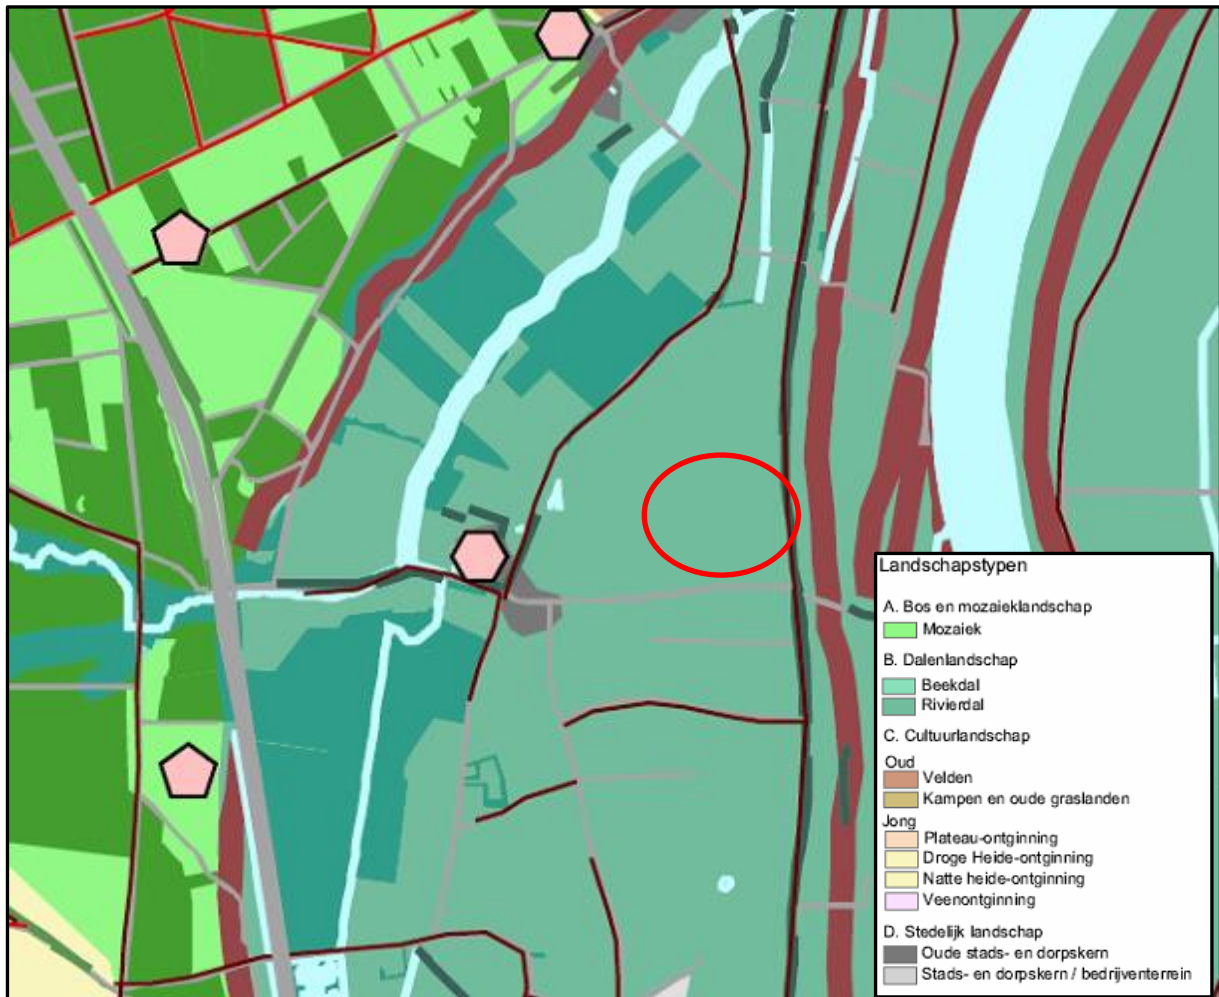 Landschapstypen
A. Bos en mozaieklandschap
Mozaiek
B. Dalenlandschap
Beekdal
Rivierdal
C. Cultuurlandschap
Oud
Velden
Kampen en oude graslanden
Jong
Plateau-ontginning
Droge Heide-ontginning
Natte heide-ontginning
Veenontginning
D. Stedelijk landschap
Oude stads- en dorpskern
Stads- en dorpskern / bedrijventerrein